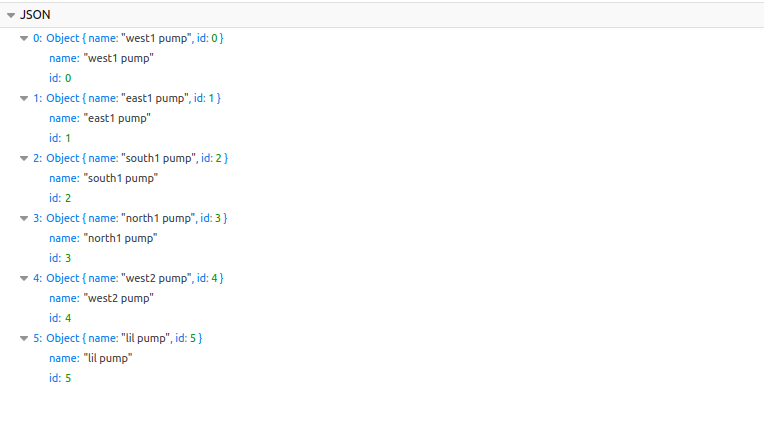 JSON
0: Object { name: "west1 pump", id: 0 }
name: "west1 pump"
id: 0
1: Object { name: "east1 pump", id: 1 }
name: "east1 pump"
id: 1
2: Object { name: "south1 pump", id: 2 }
name: "south1 pump"
id: 2
3: Object { name: "north1 pump", id: 3 }
name: "north1 pump"
id: 3
4: Object { name: "west2 pump", id: 4 }
name: "west2 pump"
id: 4
5: Object { name: "lil pump", id: 5 }
name: "lil pump"
id: 5